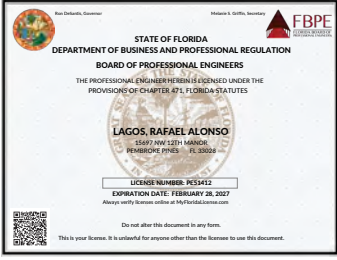 Ron DeSantis, Governor
Melanie S. Griffin, Secretary
FBPE
FLORIDA BOARD OF
PROFESSIONAL ENGINEERS
STATE OF FLORIDA
DEPARTMENT OF BUSINESS AND PROFESSIONAL REGULATION
BOARD OF PROFESSIONAL ENGINEERS
THE PROFESSIONAL ENGINEER HEREIN IS LICENSED UNDER THE
PROVISIONS OF CHAPTER 471, FLORIDA STATUTES
LAGOS, RAFAEL ALONSO
15697 NW 12TH MANOR
PEMBROKE PINES FL 33028
LICENSE NUMBER: PE51412
EXPIRATION DATE: FEBRUARY 28, 2027
Always verify licenses online at MyFloridaLicense.com
Do not alter this document in any form.
This is your license. It is unlawful for anyone other than the licensee to use this document.